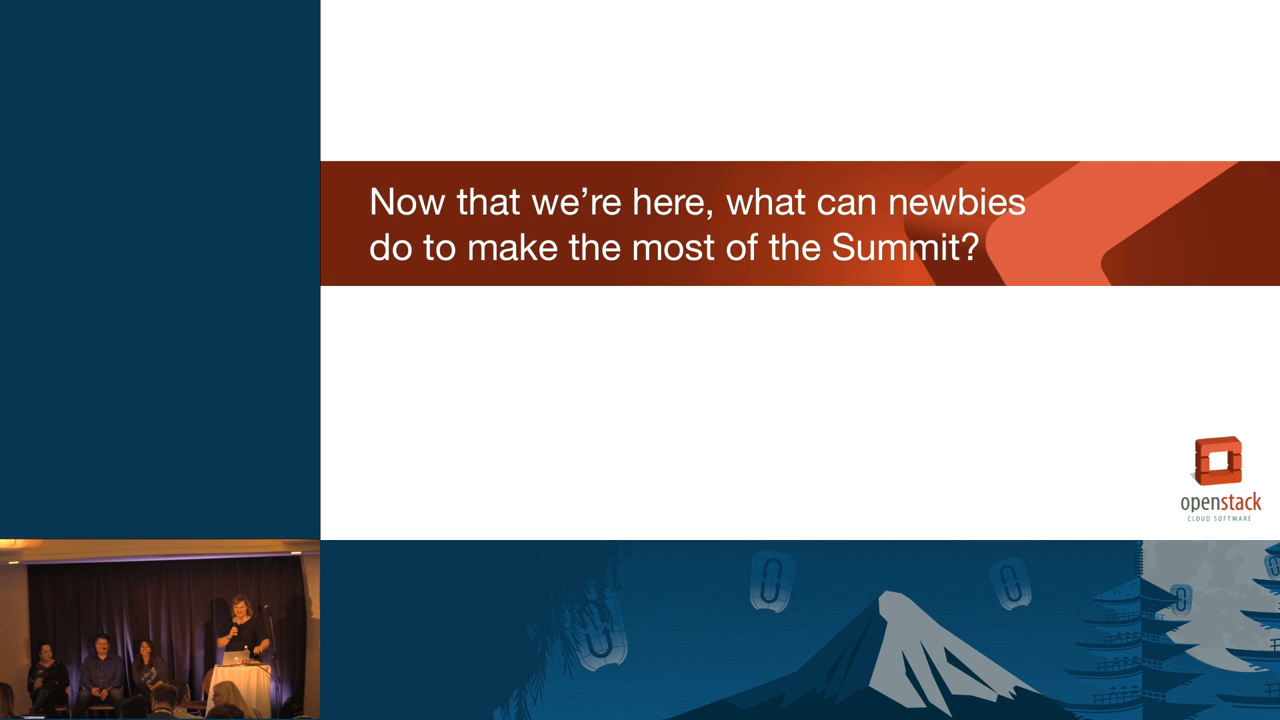 Now that we're here, what can newbies
do to make the most of the Summit?
openstack
CLOUD SOFTWARE